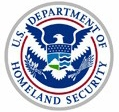 U.S. DEPARTMENT OF
HOMELAND SECURITY